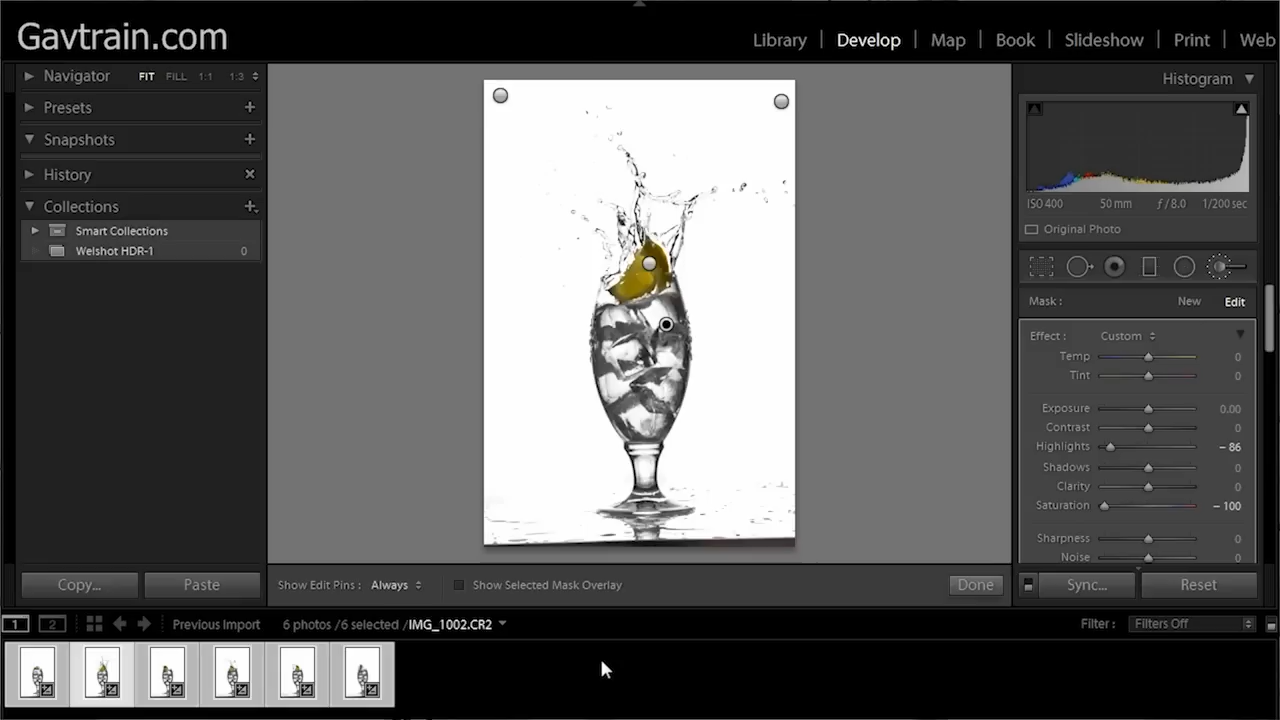 Gavtrain.com
Library | Develop | Map | Book | Slideshow | Print | Web
Navigator FIT FILL 1:1 1:3
Presets
Snapshots
History
Collections
Smart Collections
Welshot HDR-1 0
Copy... Paste
Histogram
ISO 400 50 mm ƒ/8.0 1/200 sec
Original Photo
Mask : New Edit
Effect : Custom
Temp 0
Tint 0
Exposure 0.00
Contrast 0
Highlights – 86
Shadows 0
Clarity 0
Saturation – 100
Sharpness 0
Noise 0
Show Edit Pins : Always Show Selected Mask Overlay Done
Sync... Reset
1 2 Previous Import 6 photos /6 selected /IMG_1002.CR2 Filter : Filters Off